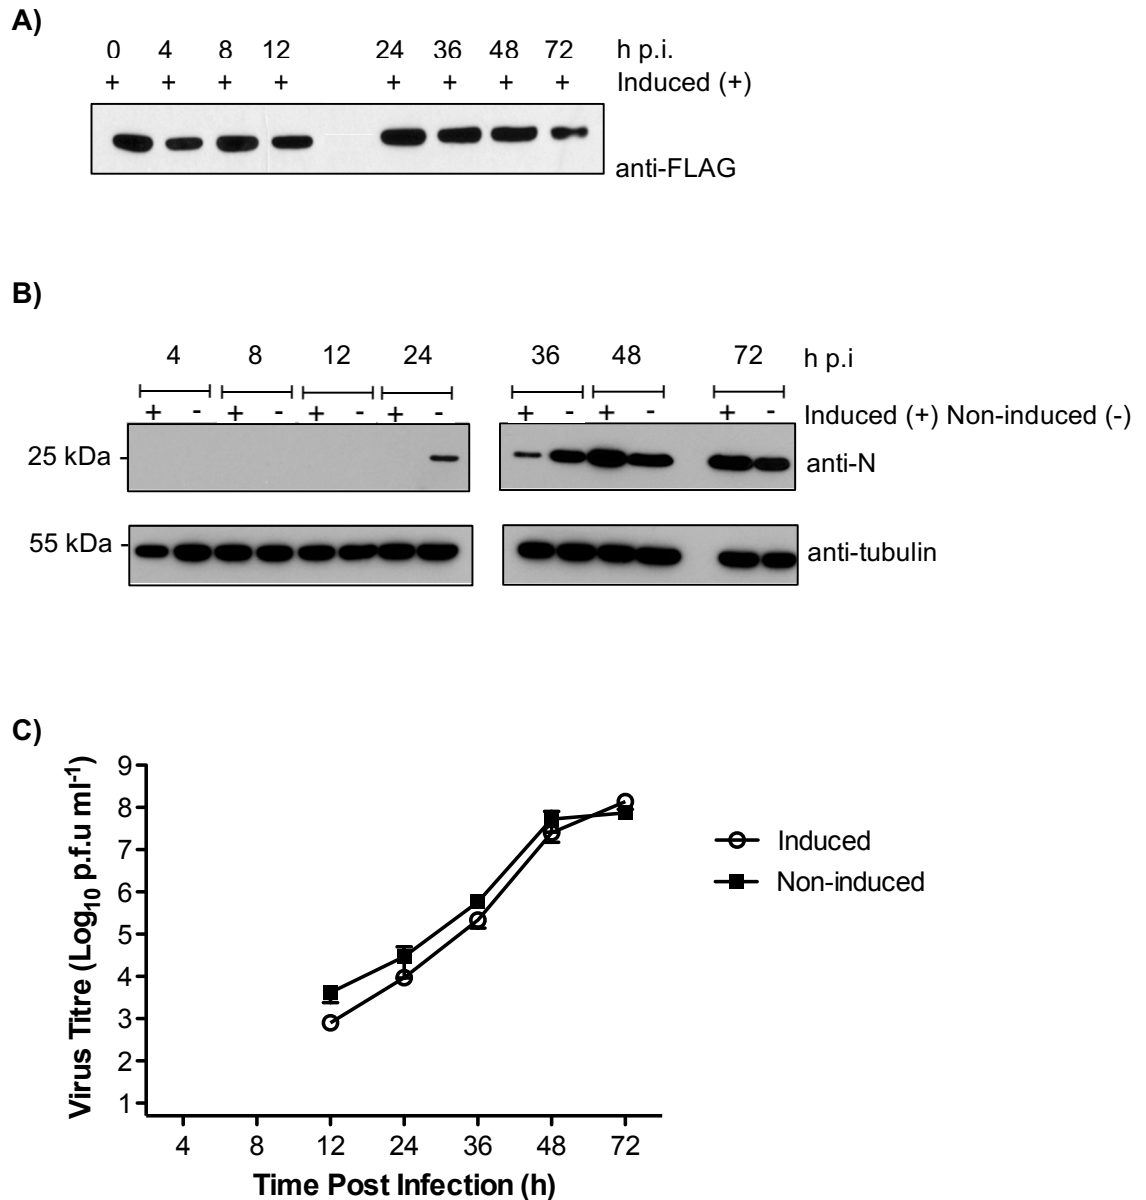 A)
0 4 8 12 24 36 48 72 h p.i.
+ + + + + + + + Induced (+)
anti-FLAG
B)
4 8 12 24 36 48 72 h p.i
+ - + - + - + - + - + - + - Induced (+) Non-induced (-)
25 kDa anti-N
55 kDa anti-tubulin
C)
Virus Titre (Log10 p.f.u ml-1)
9
8
7
6
5
4
3
2
1
Induced
Non-induced
4 8 12 24 36 48 72
Time Post Infection (h)